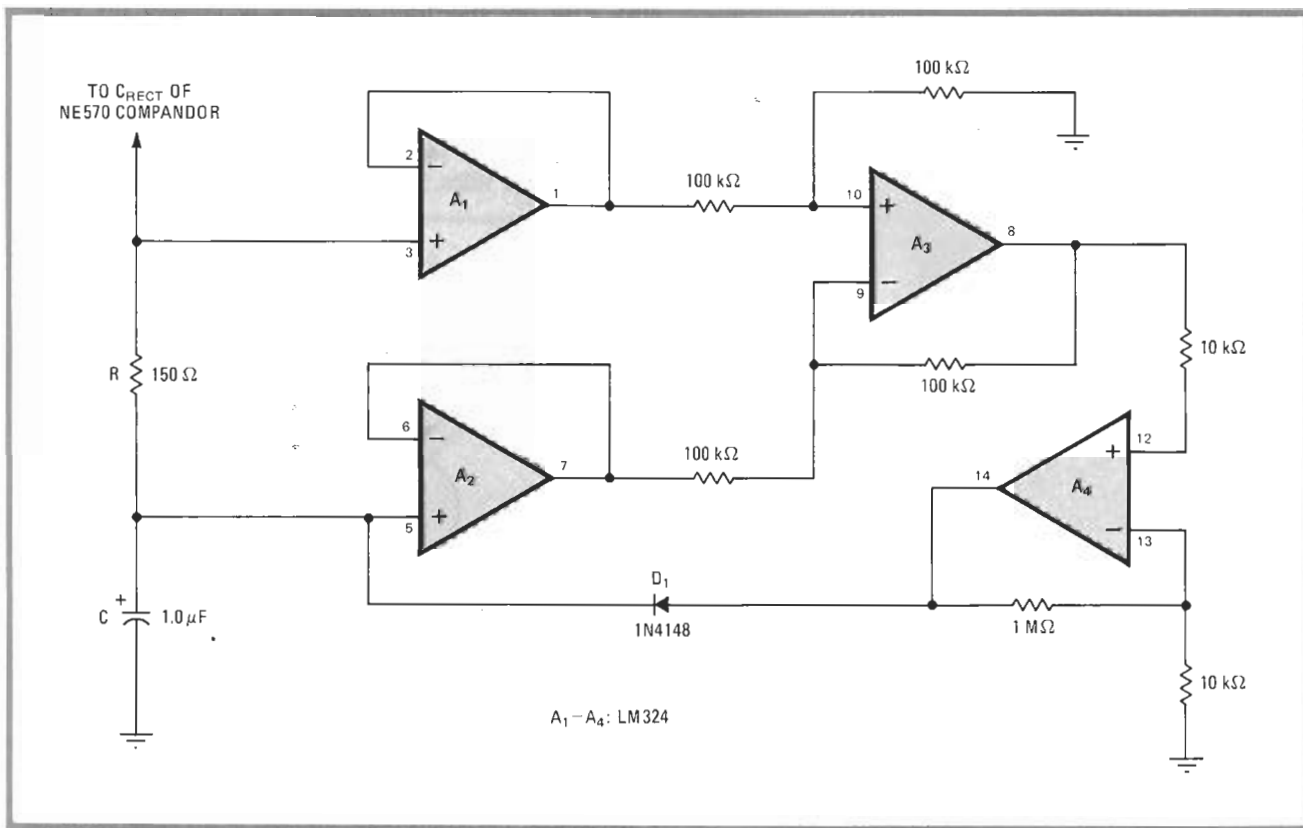 TO CRECT OF
NE570 COMPANDOR
R 150 Ω
C + 1.0 µF
2
−
A1
1
+
3
6
−
A2
7
+
5
100 kΩ
100 kΩ
100 kΩ
10
+
A3
8
−
9
100 kΩ
10 kΩ
12
+
14
A4
−
13
D1
1N4148
1 MΩ
10 kΩ
A1–A4: LM324